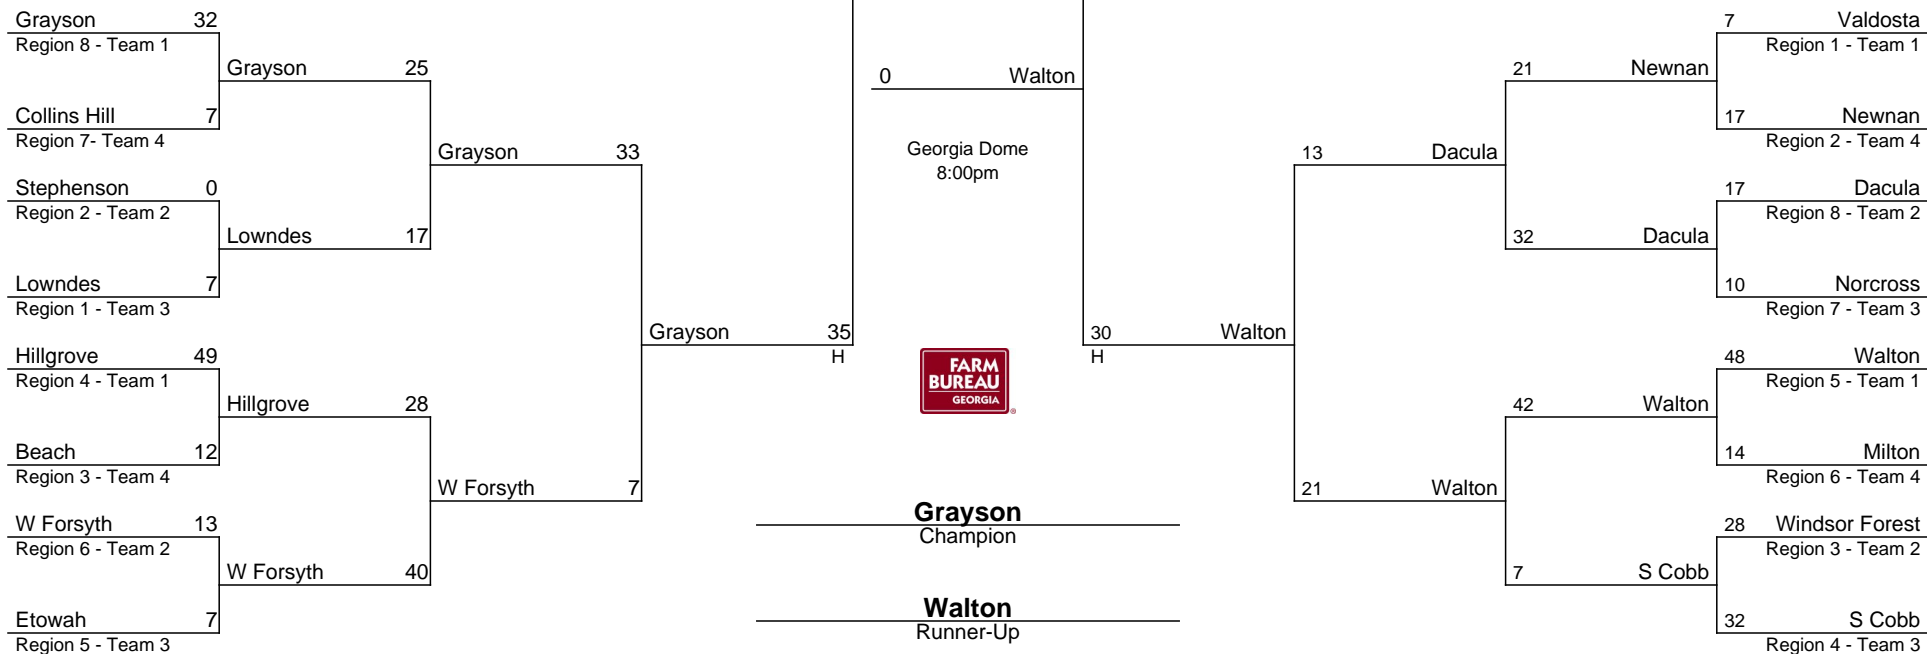 Grayson 32
Region 8 - Team 1
Grayson 25
Collins Hill 7
Region 7- Team 4
Grayson 33
Stephenson 0
Region 2 - Team 2
Lowndes 17
Lowndes 7
Region 1 - Team 3
Grayson 35
H
Hillgrove 49
Region 4 - Team 1
Hillgrove 28
Beach 12
Region 3 - Team 4
W Forsyth 7
W Forsyth 13
Region 6 - Team 2
W Forsyth 40
Etowah 7
Region 5 - Team 3
0 Walton
Georgia Dome
8:00pm
FARM
BUREAU
GEORGIA
®
Grayson
Champion
Walton
Runner-Up
7 Valdosta
Region 1 - Team 1
21 Newnan
17 Newnan
Region 2 - Team 4
13 Dacula
17 Dacula
Region 8 - Team 2
32 Dacula
10 Norcross
Region 7 - Team 3
30 Walton
H
48 Walton
Region 5 - Team 1
42 Walton
14 Milton
Region 6 - Team 4
21 Walton
28 Windsor Forest
Region 3 - Team 2
7 S Cobb
32 S Cobb
Region 4 - Team 3